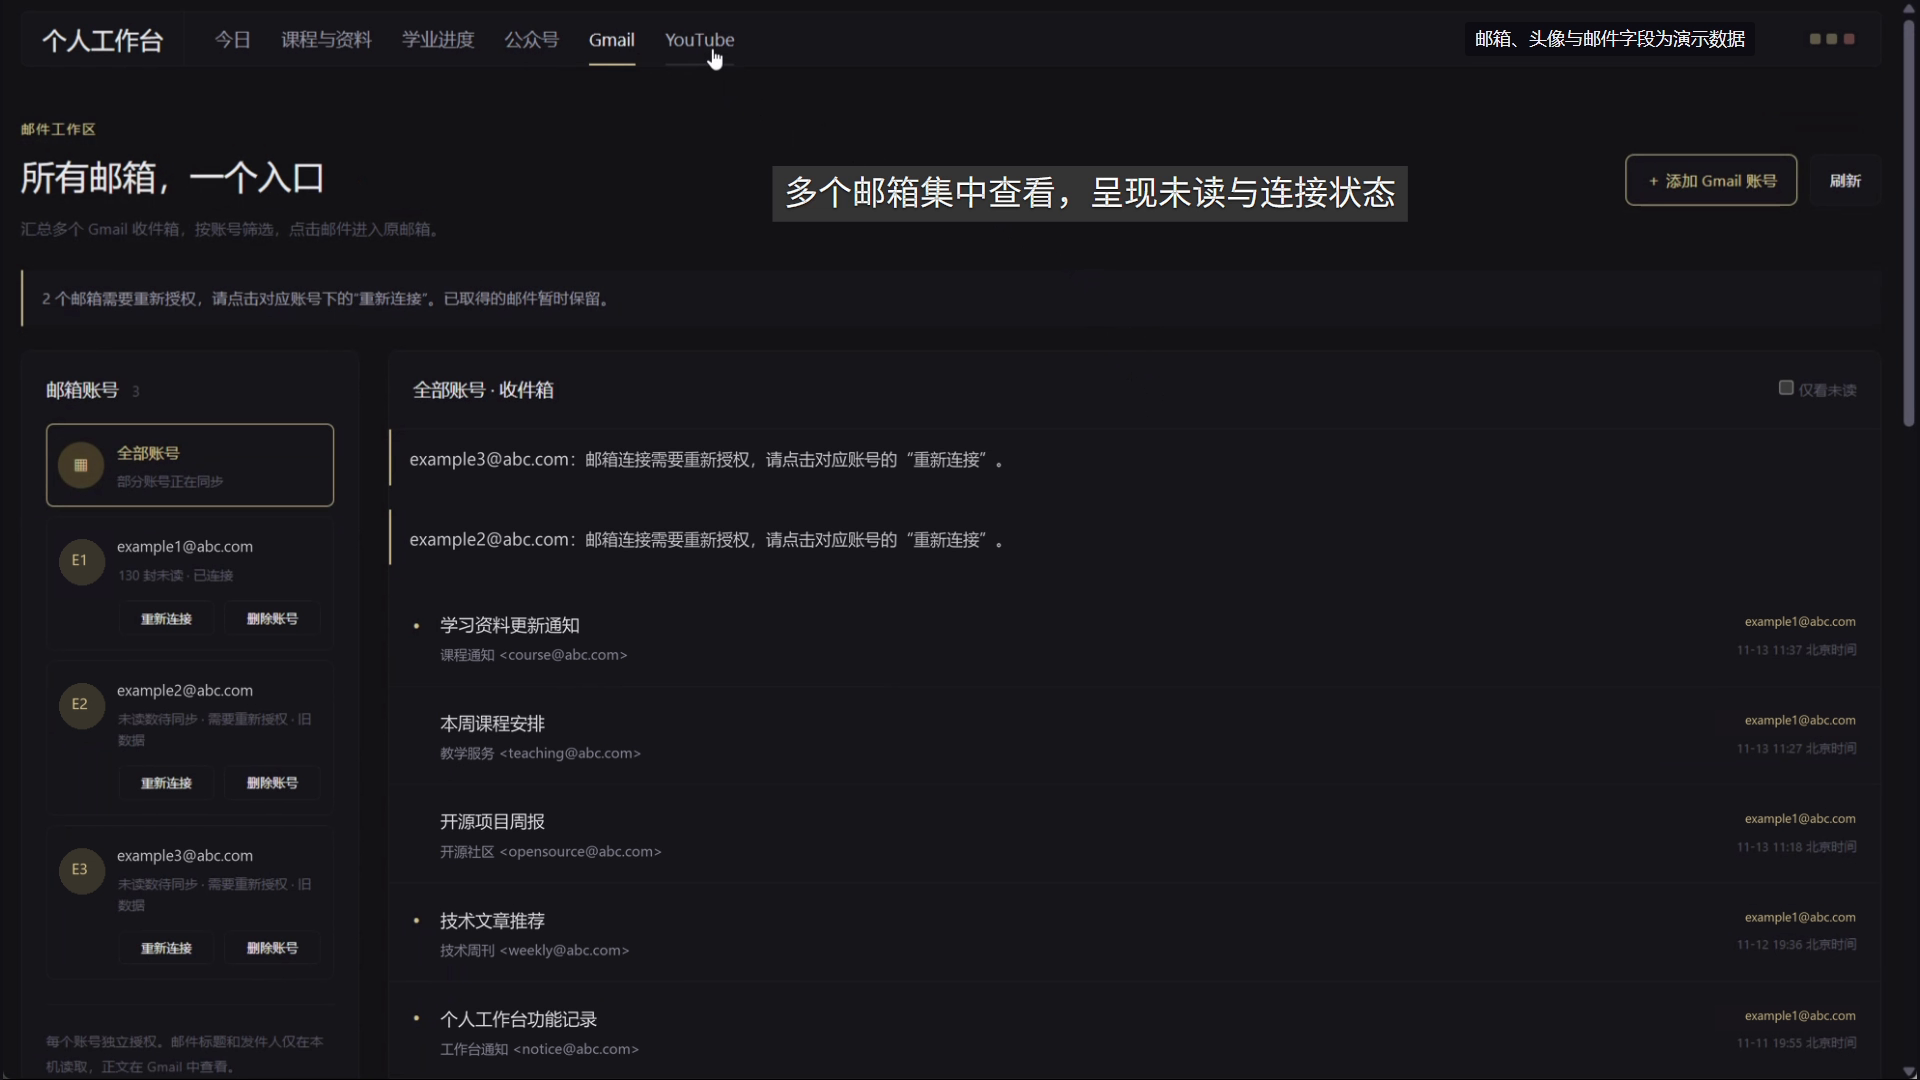 个人工作台
今日
课程与资料
学业进度
公众号
Gmail
YouTube
邮箱、头像与邮件字段为演示数据
邮件工作区
所有邮箱，一个入口
多个邮箱集中查看，呈现未读与连接状态
+ 添加 Gmail 账号
刷新
汇总多个 Gmail 收件箱，按账号筛选，点击邮件进入原邮箱。
2 个邮箱需要重新授权，请点击对应账号下的“重新连接”。已取得的邮件暂时保留。
邮箱账号 3
全部账号
部分账号正在同步
E1
example1@abc.com
130 封未读 · 已连接
重新连接
删除账号
E2
example2@abc.com
未读数待同步 · 需要重新授权 · 旧
数据
重新连接
删除账号
E3
example3@abc.com
未读数待同步 · 需要重新授权 · 旧
数据
重新连接
删除账号
每个账号独立授权。邮件标题和发件人仅在本
机读取，正文在 Gmail 中查看。
全部账号 · 收件箱
仅看未读
example3@abc.com：邮箱连接需要重新授权，请点击对应账号的“重新连接”。
example2@abc.com：邮箱连接需要重新授权，请点击对应账号的“重新连接”。
学习资料更新通知
课程通知 <course@abc.com>
example1@abc.com
11-13 11:37 北京时间
本周课程安排
教学服务 <teaching@abc.com>
example1@abc.com
11-13 11:27 北京时间
开源项目周报
开源社区 <opensource@abc.com>
example1@abc.com
11-13 11:18 北京时间
技术文章推荐
技术周刊 <weekly@abc.com>
example1@abc.com
11-12 19:36 北京时间
个人工作台功能记录
工作台通知 <notice@abc.com>
example1@abc.com
11-11 19:55 北京时间